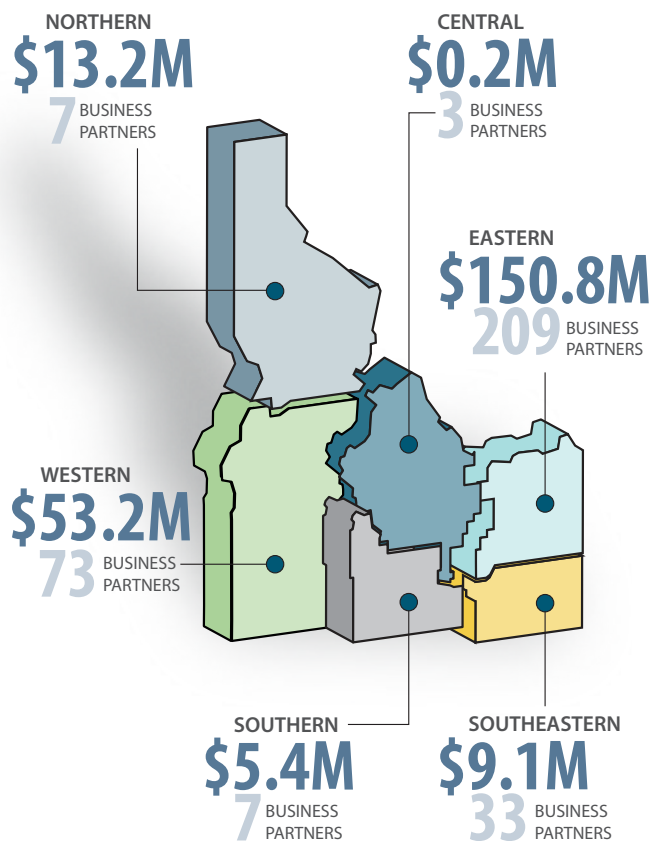 NORTHERN
$13.2M
7 BUSINESS
PARTNERS
CENTRAL
$0.2M
3 BUSINESS
PARTNERS
EASTERN
$150.8M
209 BUSINESS
PARTNERS
WESTERN
$53.2M
73 BUSINESS
PARTNERS
SOUTHERN
$5.4M
7 BUSINESS
PARTNERS
SOUTHEASTERN
$9.1M
33 BUSINESS
PARTNERS